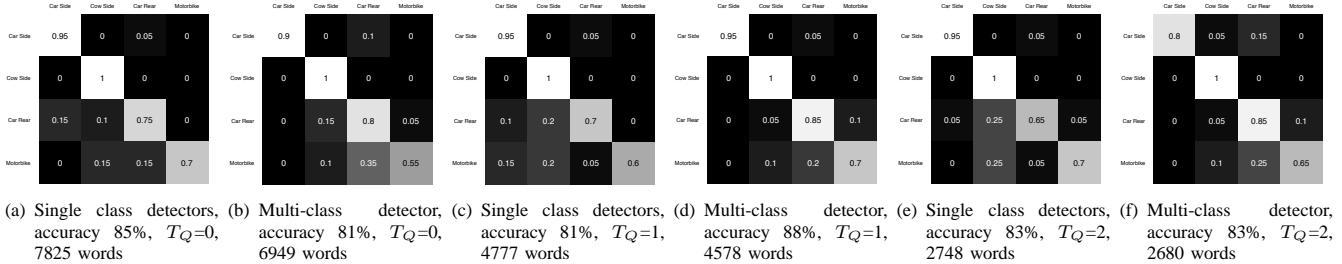 Car Side Cow Side Car Rear Motorbike
Car Side 0.95 0 0.05 0
Cow Side 0 1 0 0
Car Rear 0.15 0.1 0.75 0
Motorbike 0 0.15 0.15 0.7
(a) Single class detectors,
accuracy 85%, T_Q=0,
7825 words
Car Side Cow Side Car Rear Motorbike
Car Side 0.9 0 0.1 0
Cow Side 0 1 0 0
Car Rear 0 0.15 0.8 0.05
Motorbike 0 0.1 0.35 0.55
(b) Multi-class detector,
accuracy 81%, T_Q=0,
6949 words
Car Side Cow Side Car Rear Motorbike
Car Side 0.95 0 0.05 0
Cow Side 0 1 0 0
Car Rear 0.1 0.2 0.7 0
Motorbike 0.15 0.2 0.05 0.6
(c) Single class detectors,
accuracy 81%, T_Q=1,
4777 words
Car Side Cow Side Car Rear Motorbike
Car Side 0.95 0 0.05 0
Cow Side 0 1 0 0
Car Rear 0 0.05 0.85 0.1
Motorbike 0 0.1 0.2 0.7
(d) Multi-class detector,
accuracy 88%, T_Q=1,
4578 words
Car Side Cow Side Car Rear Motorbike
Car Side 0.95 0 0.05 0
Cow Side 0 1 0 0
Car Rear 0.05 0.25 0.65 0.05
Motorbike 0 0.25 0.05 0.7
(e) Single class detectors,
accuracy 83%, T_Q=2,
2748 words
Car Side Cow Side Car Rear Motorbike
Car Side 0.8 0.05 0.15 0
Cow Side 0 1 0 0
Car Rear 0 0.05 0.85 0.1
Motorbike 0 0.1 0.25 0.65
(f) Multi-class detector,
accuracy 83%, T_Q=2,
2680 words